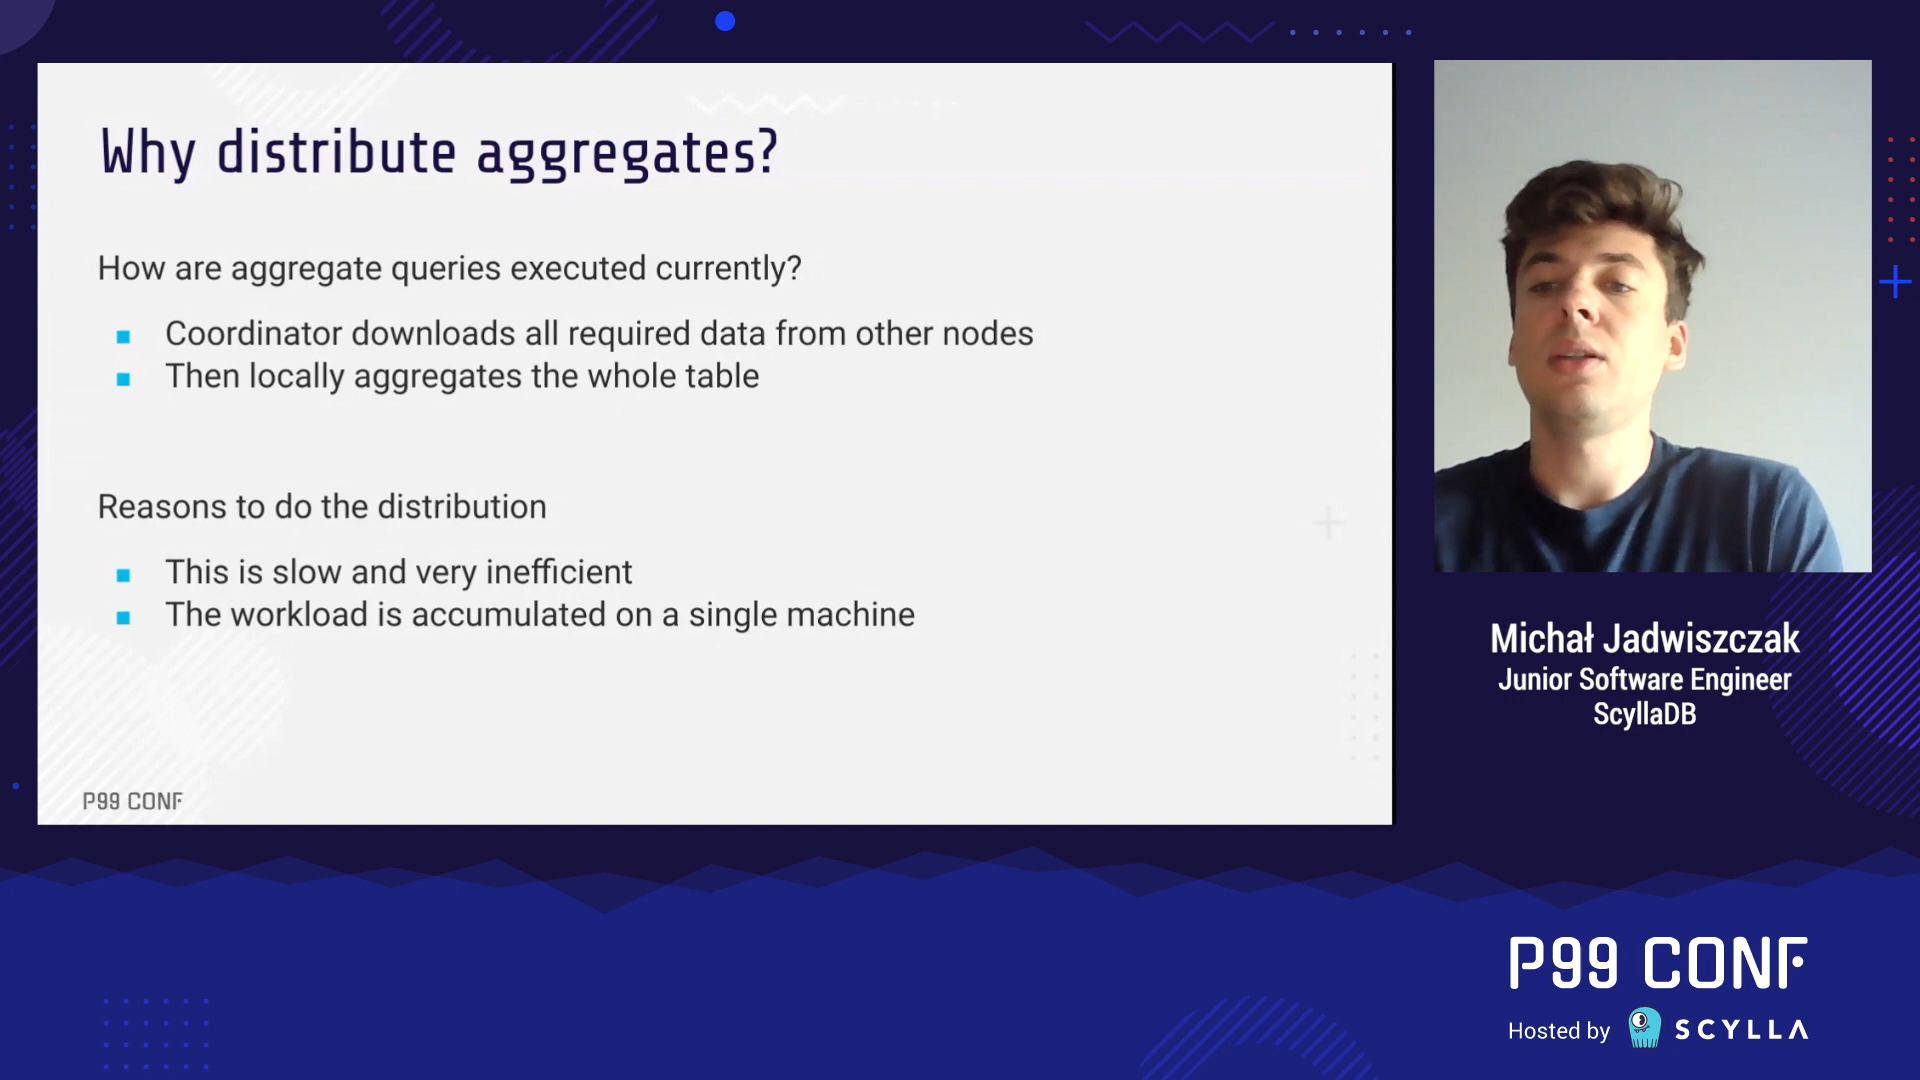 Why distribute aggregates?
How are aggregate queries executed currently?
Coordinator downloads all required data from other nodes
Then locally aggregates the whole table
Reasons to do the distribution
This is slow and very inefficient
The workload is accumulated on a single machine
P99 CONF
Michał Jadwiszczak
Junior Software Engineer
ScyllaDB
P99 CONF
Hosted by SCYLLA